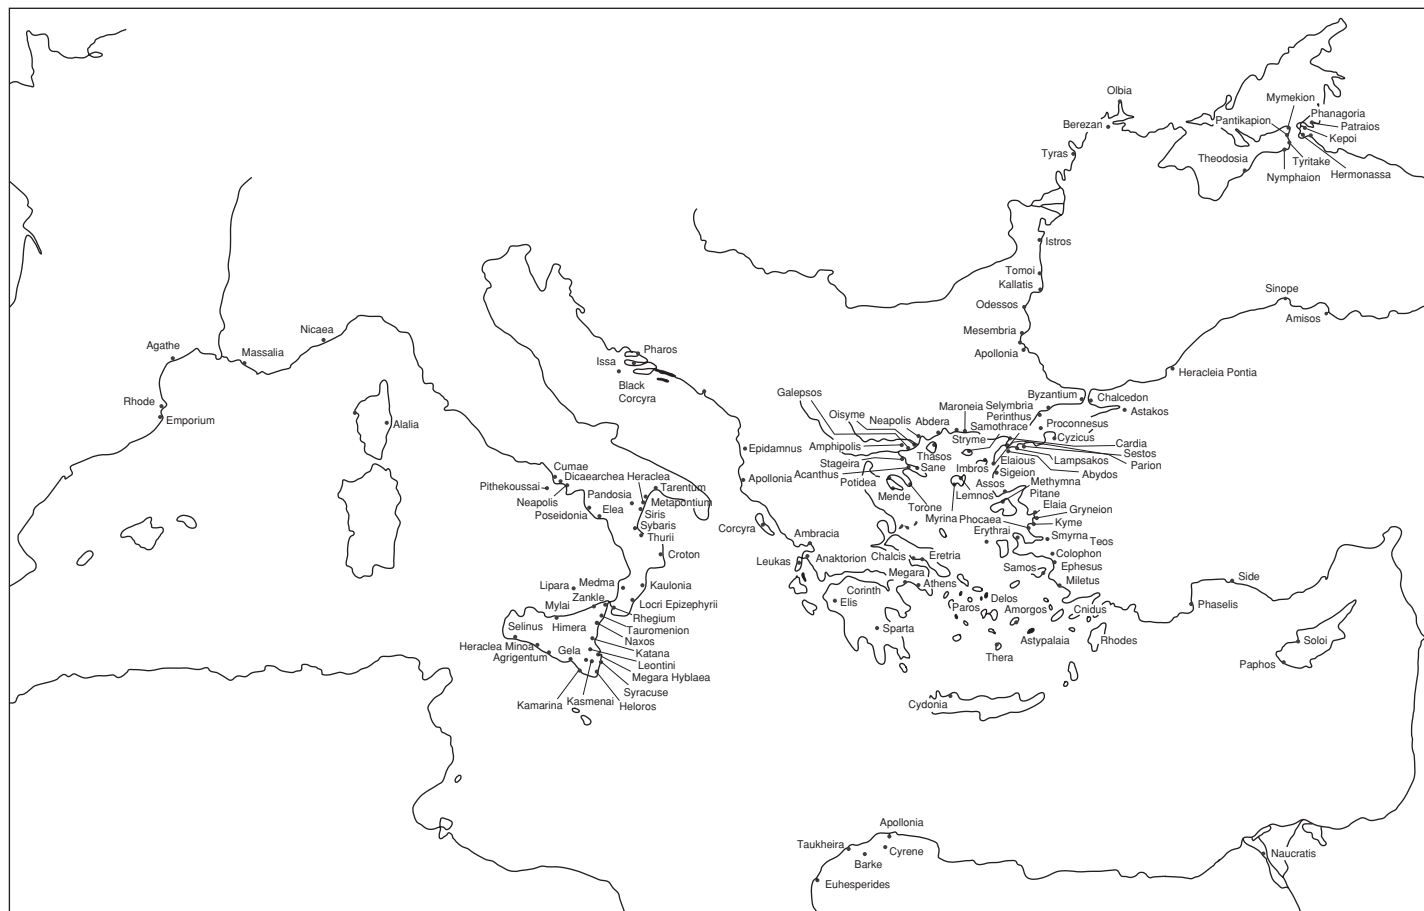 Olbia
Mymekion
Phanagoria
Pantikapion
Patraios
Berezan
Kepoi
Tyras
Theodosia
Tyritake
Nymphaion
Hermonassa
Istros
Tomoi
Kallatis
Sinope
Odessos
Amisos
Nicaea
Mesembria
Agathe
Massalia
Pharos
Apollonia
Issa
Heracleia Pontia
Black
Corcyra
Galepsos
Byzantium
Chalcedon
Rhode
Emporium
Maroneia
Selymbria
Astakos
Oisyme
Perinthus
Alalia
Neapolis
Abdera
Samothrace
Proconnesus
Stryme
Cyzicus
Epidamnus
Amphipolis
Cardia
Thasos
Sestos
Stageira
Elaious
Lampsakos
Parion
Cumae
Acanthus
Sane
Imbros
Sigeion
Abydos
Dicaearchea
Heraclea
Apollonia
Potidea
Assos
Methymna
Pithekoussai
Tarentum
Mende
Lemnos
Pitane
Neapolis
Pandosia
Metapontium
Torone
Elaia
Poseidonia
Elea
Siris
Myrina
Phocaea
Gryneion
Sybaris
Corcyra
Erythrai
Kyme
Thurii
Ambracia
Smyrna
Teos
Croton
Leukas
Anaktorion
Chalcis
Eretria
Colophon
Samos
Ephesus
Lipara
Medma
Kaulonia
Megara
Athens
Miletus
Side
Zankle
Corinth
Mylai
Locri Epizephyrii
Elis
Paros
Delos
Amorgos
Cnidus
Phaselis
Selinus
Himera
Rhegium
Tauromenion
Sparta
Heraclea Minoa
Naxos
Astypalaia
Rhodes
Soloi
Agrigentum
Gela
Katana
Thera
Leontini
Paphos
Megara Hyblaea
Syracuse
Kamarina
Kasmenai
Heloros
Cydonia
Apollonia
Taukheira
Cyrene
Barke
Naucratis
Euhesperides